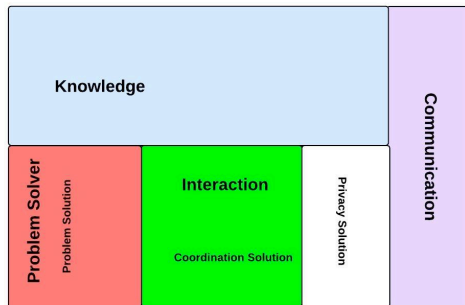 Knowledge
Communication
Problem Solver
Problem Solution
Interaction
Coordination Solution
Privacy Solution